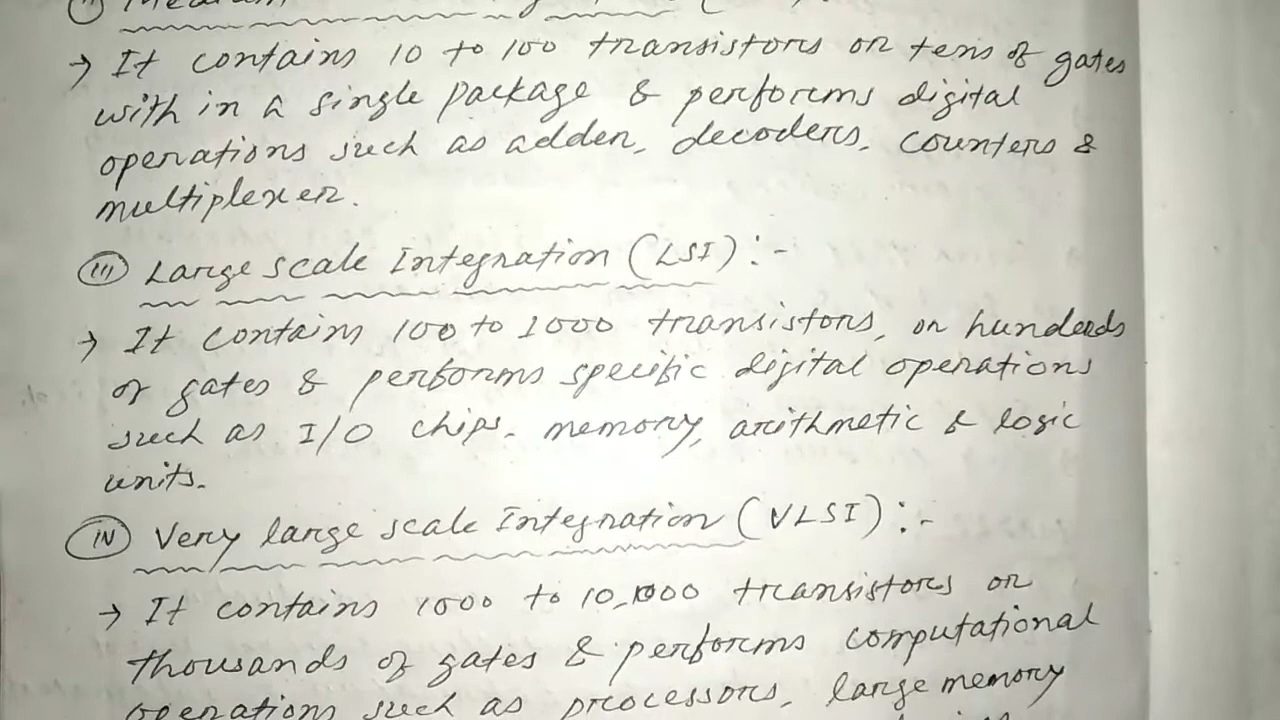 → It contains 10 to 100 transistors or tens of gates
with in a single package & performs digital
operations such as adder, decoders, counters &
multiplexer.
(III) Large scale Integration (LSI):-
→ It contains 100 to 1000 transistors, or hunderds
of gates & performs specific digital operations
such as I/O chips. memory, arithmetic & logic
units.
(IV) Very large scale Integration (VLSI):-
→ It contains 1000 to 10,000 transistors or
thousands of gates & performs computational
operations such as processors, large memory